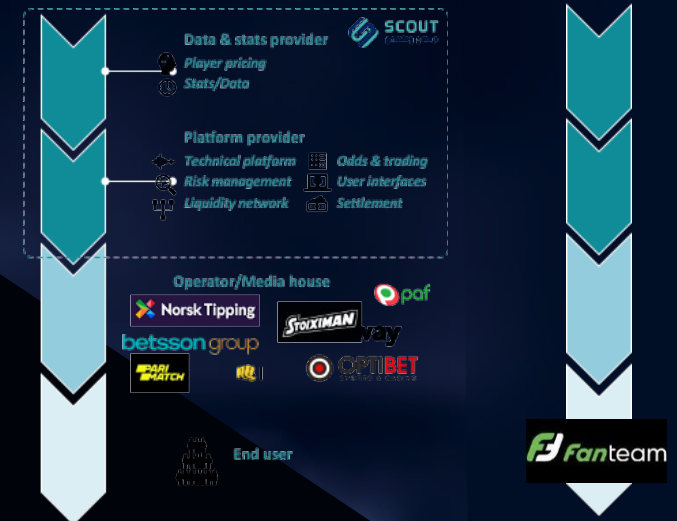 SCOUT
Data & stats provider
Player pricing
Stats/Data
Platform provider
Technical platform
Odds & trading
Risk management
User interfaces
Liquidity network
Settlement
Operator/Media house
paf
Norsk Tipping
STOIXIMAN
way
betsson group
PARI
MATCH
OPTIBET
End user
Fanteam